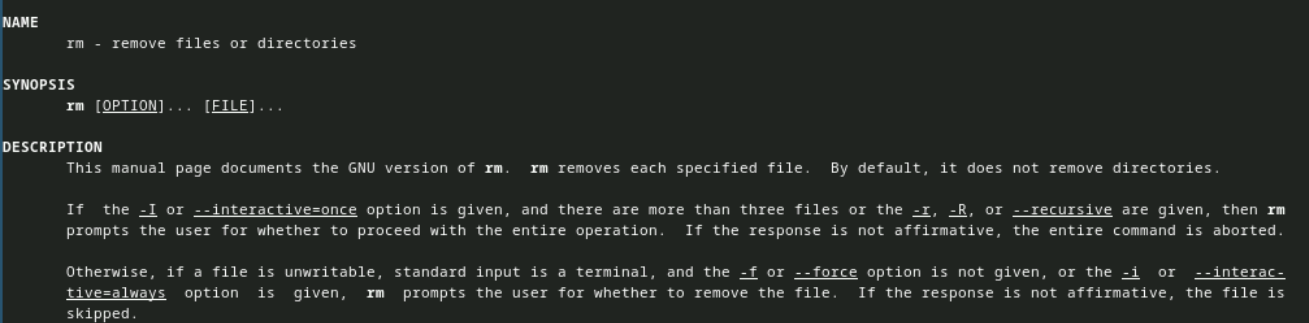 NAME
rm - remove files or directories
SYNOPSIS
rm [OPTION]... [FILE]...
DESCRIPTION
This manual page documents the GNU version of rm.  rm removes each specified file.  By default, it does not remove directories.
If  the -I or --interactive=once option is given, and there are more than three files or the -r, -R, or --recursive are given, then rm
prompts the user for whether to proceed with the entire operation.  If the response is not affirmative, the entire command is aborted.
Otherwise, if a file is unwritable, standard input is a terminal, and the -f or --force option is not given, or the -i  or  --interac-
tive=always  option  is  given,  rm  prompts the user for whether to remove the file.  If the response is not affirmative, the file is
skipped.